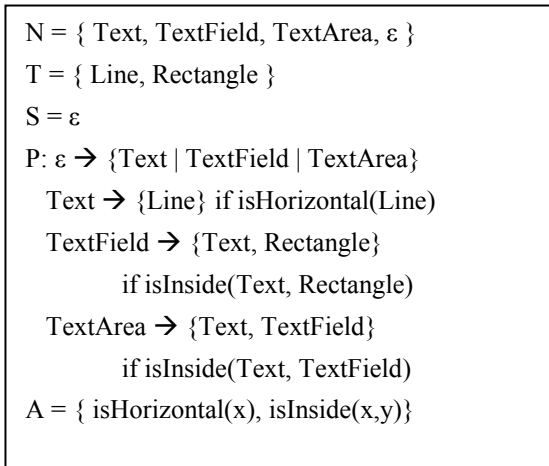 N = { Text, TextField, TextArea, ε }
T = { Line, Rectangle }
S = ε
P: ε → {Text | TextField | TextArea}
Text → {Line} if isHorizontal(Line)
TextField → {Text, Rectangle}
if isInside(Text, Rectangle)
TextArea → {Text, TextField}
if isInside(Text, TextField)
A = { isHorizontal(x), isInside(x,y)}